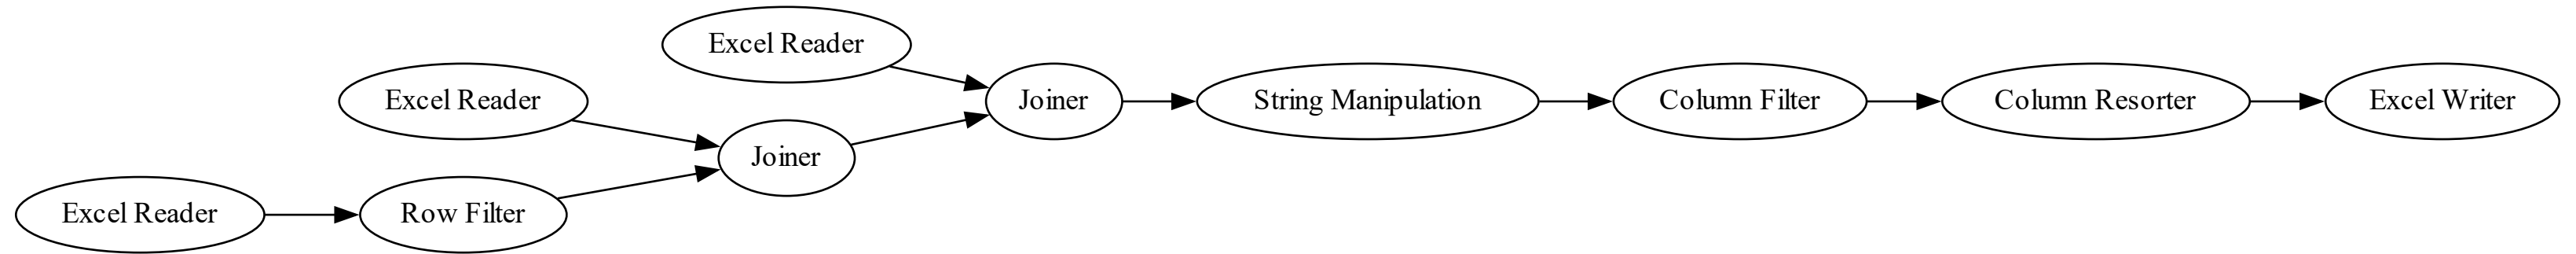 Excel Reader
Excel Reader
Joiner
String Manipulation
Column Filter
Column Resorter
Excel Writer
Joiner
Excel Reader
Row Filter